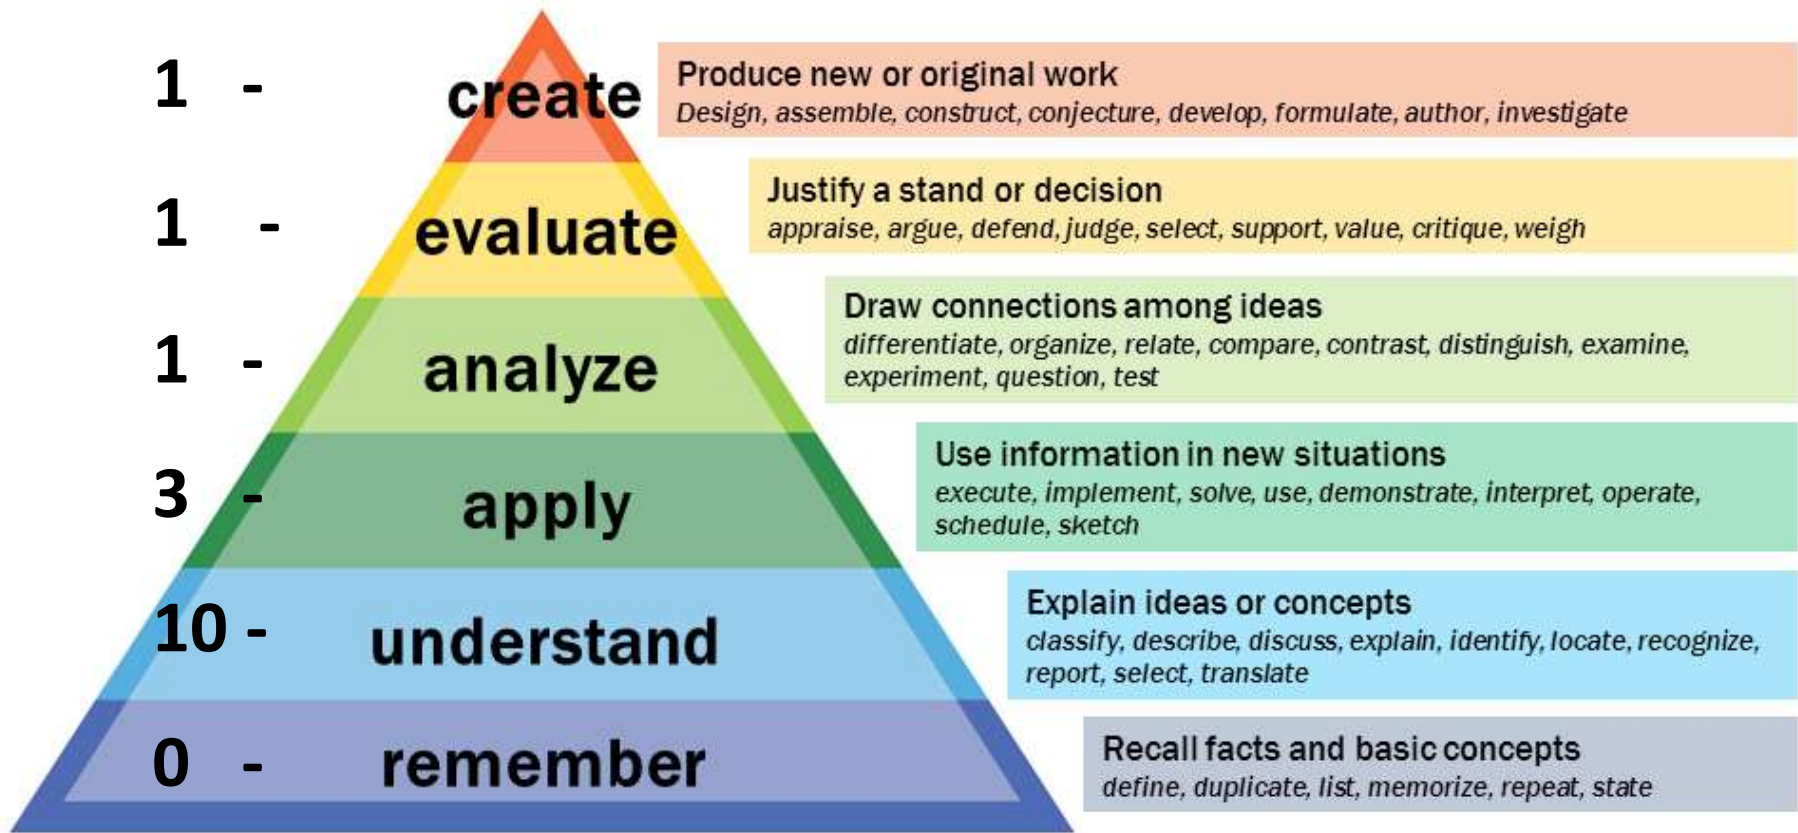 1 - create
Produce new or original work
Design, assemble, construct, conjecture, develop, formulate, author, investigate
1 - evaluate
Justify a stand or decision
appraise, argue, defend, judge, select, support, value, critique, weigh
1 - analyze
Draw connections among ideas
differentiate, organize, relate, compare, contrast, distinguish, examine,
experiment, question, test
3 - apply
Use information in new situations
execute, implement, solve, use, demonstrate, interpret, operate,
schedule, sketch
10 - understand
Explain ideas or concepts
classify, describe, discuss, explain, identify, locate, recognize,
report, select, translate
0 - remember
Recall facts and basic concepts
define, duplicate, list, memorize, repeat, state